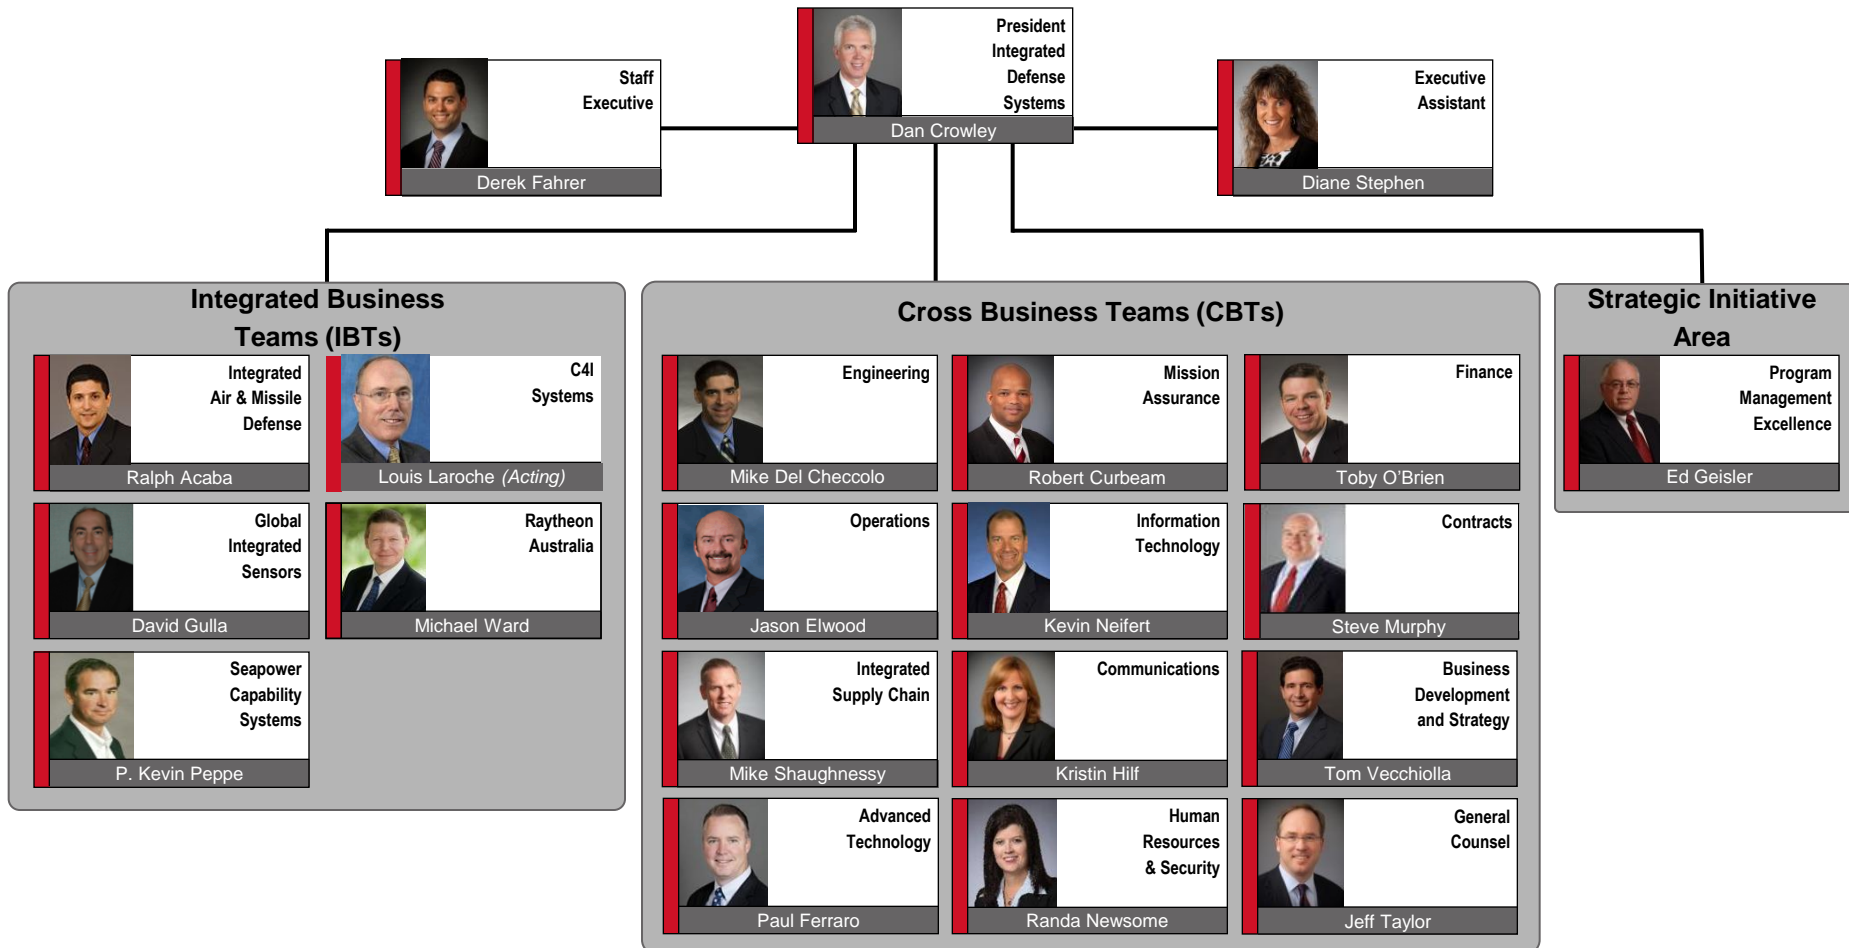 President
Integrated
Defense
Systems
Dan Crowley
Staff
Executive
Derek Fahrer
Executive
Assistant
Diane Stephen
Integrated Business
Teams (IBTs)
Integrated
Air & Missile
Defense
Ralph Acaba
C4I
Systems
Louis Laroche (Acting)
Global
Integrated
Sensors
David Gulla
Raytheon
Australia
Michael Ward
Seapower
Capability
Systems
P. Kevin Peppe
Cross Business Teams (CBTs)
Engineering
Mike Del Checcolo
Mission
Assurance
Robert Curbeam
Finance
Toby O’Brien
Operations
Jason Elwood
Information
Technology
Kevin Neifert
Contracts
Steve Murphy
Integrated
Supply Chain
Mike Shaughnessy
Communications
Kristin Hilf
Business
Development
and Strategy
Tom Vecchiolla
Advanced
Technology
Paul Ferraro
Human
Resources
& Security
Randa Newsome
General
Counsel
Jeff Taylor
Strategic Initiative
Area
Program
Management
Excellence
Ed Geisler